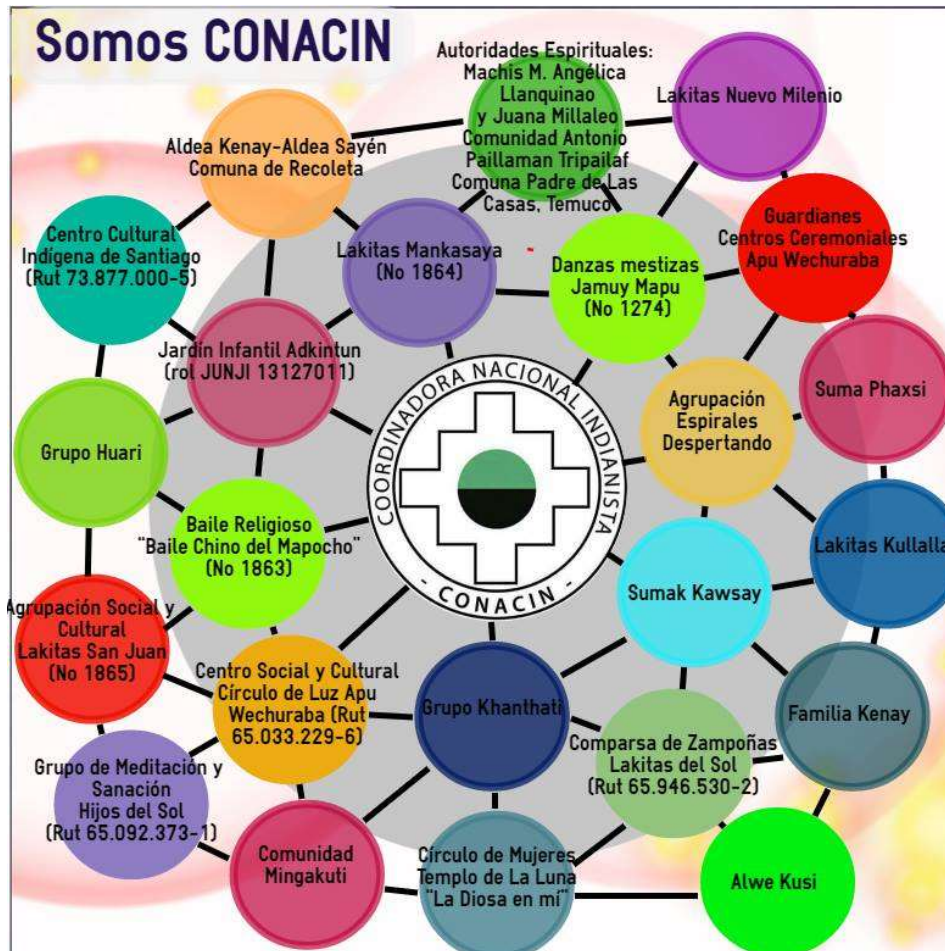 Somos CONACIN
Autoridades Espirituales:
Machis M. Angélica
Llanquinao
y Juana Millaleo
Comunidad Antonio
Paillaman Tripailaf
Comuna Padre de Las
Casas, Temuco
Lakitas Nuevo Milenio
Aldea Kenay-Aldea Sayén
Comuna de Recoleta
Centro Cultural
Indígena de Santiago
(Rut 73.877.000-5)
Lakitas Mankasaya
(No 1864)
-
Danzas mestizas
Jamuy Mapu
(No 1274)
Guardianes
Centros Ceremoniales
Apu Wechuraba
Jardín Infantil Adkintun
(rol JUNJI 13127011)
Suma Phaxsi
Agrupación
Espirales
Despertando
Grupo Huari
COORDINADORA NACIONAL INDIANISTA
- CONACIN -
Baile Religioso
"Baile Chino del Mapocho"
(No 1863)
Lakitas Kullalla
Sumak Kawsay
Agrupación Social y
Cultural
Lakitas San Juan
(No 1865)
Centro Social y Cultural
Círculo de Luz Apu
Wechuraba (Rut
65.033.229-6)
Grupo Khanthati
Familia Kenay
Comparsa de Zampoñas
Lakitas del Sol
(Rut 65.946.530-2)
Grupo de Meditación y
Sanación
Hijos del Sol
(Rut 65.092.373-1)
Comunidad
Mingakuti
Círculo de Mujeres
Templo de La Luna
"La Diosa en mí"
Alwe Kusi